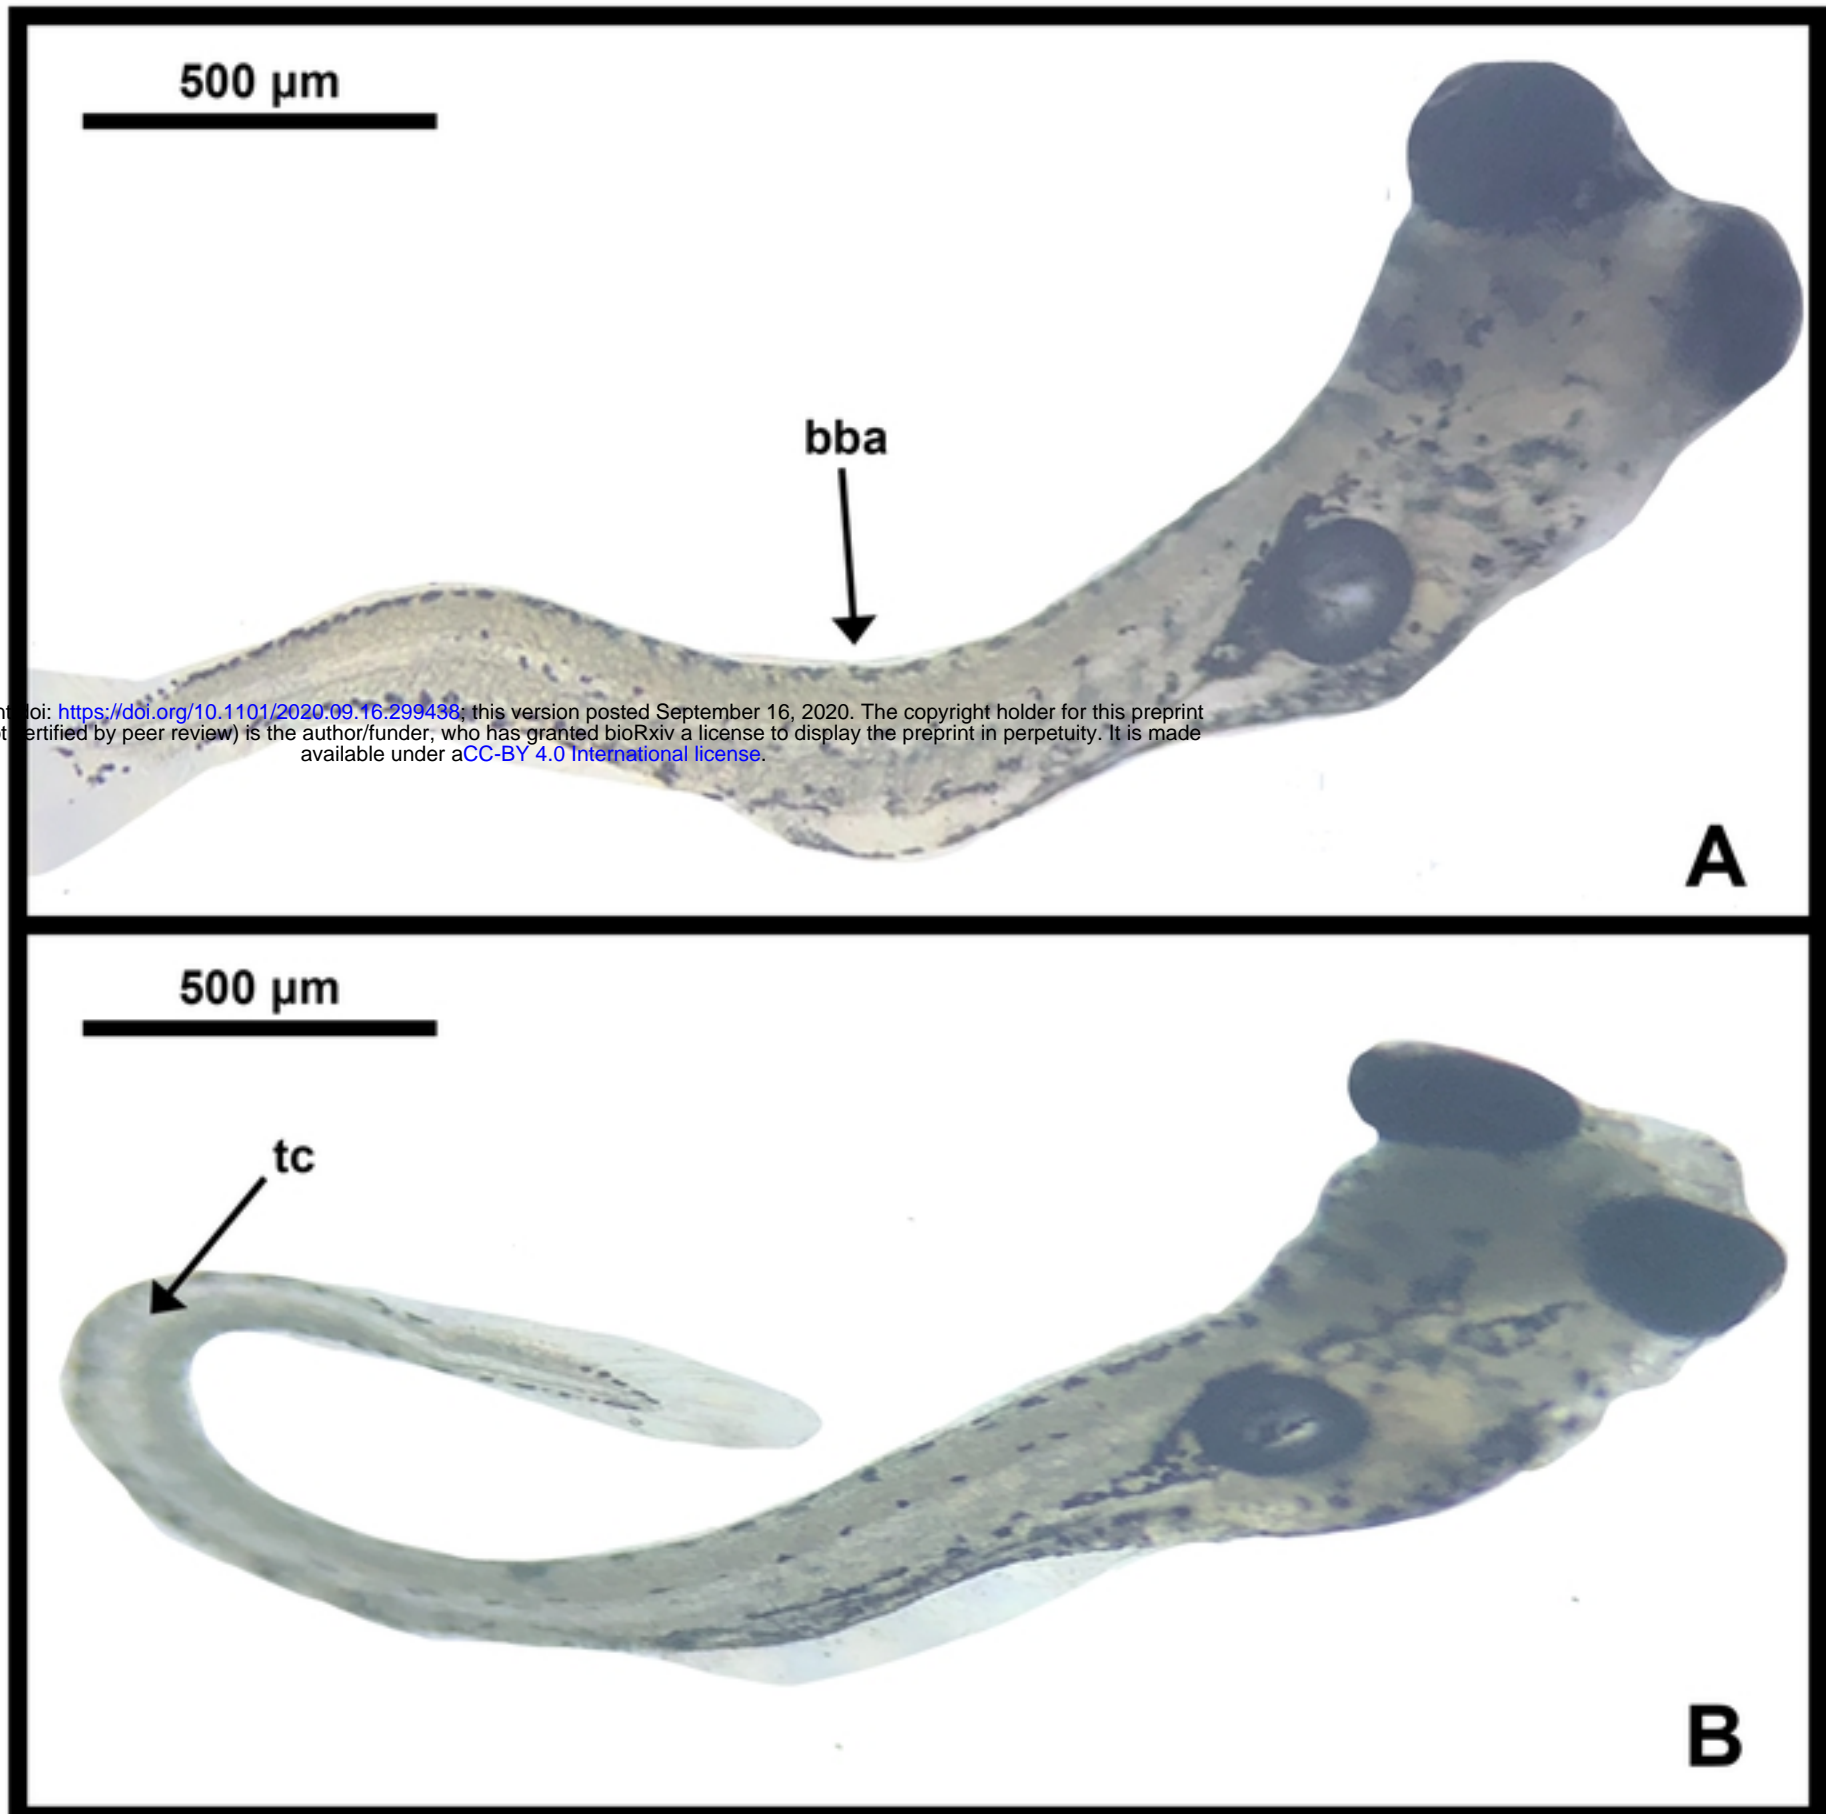 500 µm
bba
doi: https://doi.org/10.1101/2020.09.16.299438; this version posted September 16, 2020. The copyright holder for this preprint
certified by peer review) is the author/funder, who has granted bioRxiv a license to display the preprint in perpetuity. It is made
available under aCC-BY 4.0 International license.
A
500 µm
tc
B